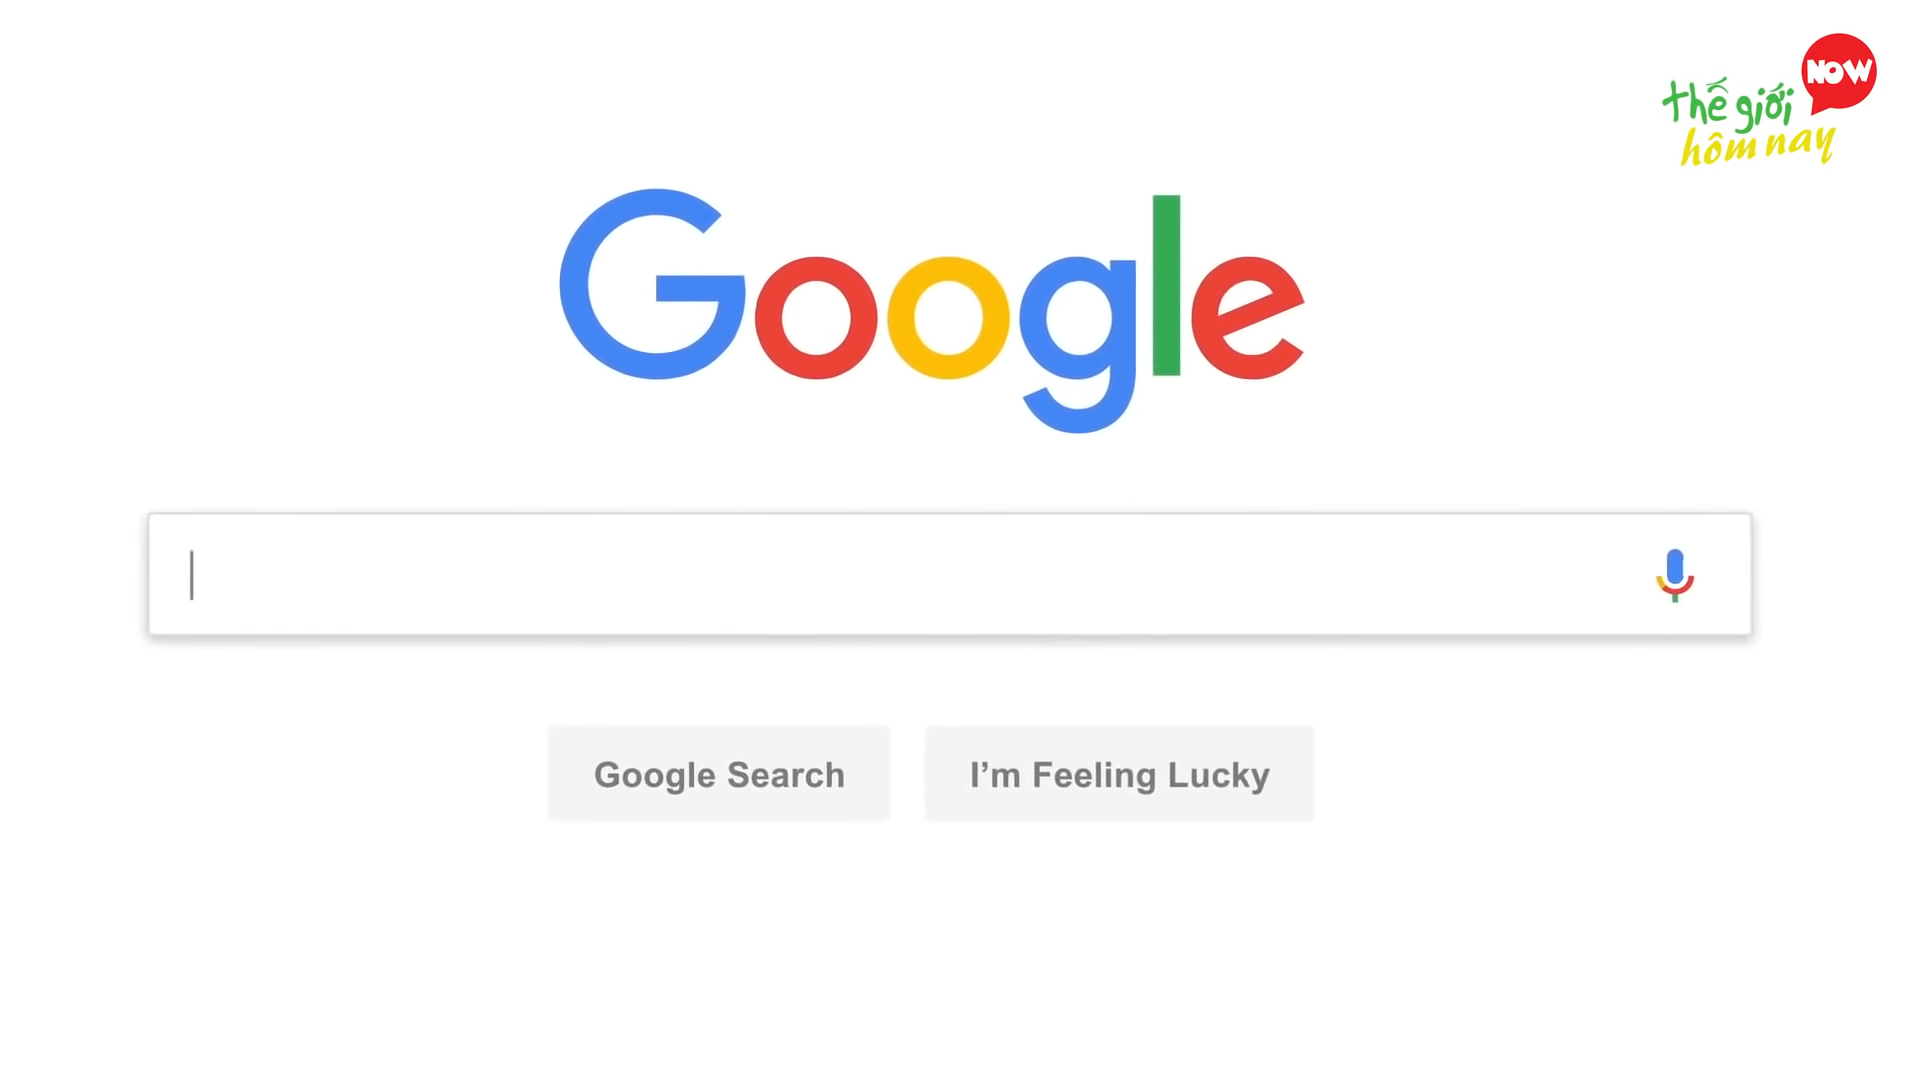 NOW
thế giới
hôm nay
Google
Google Search
I’m Feeling Lucky